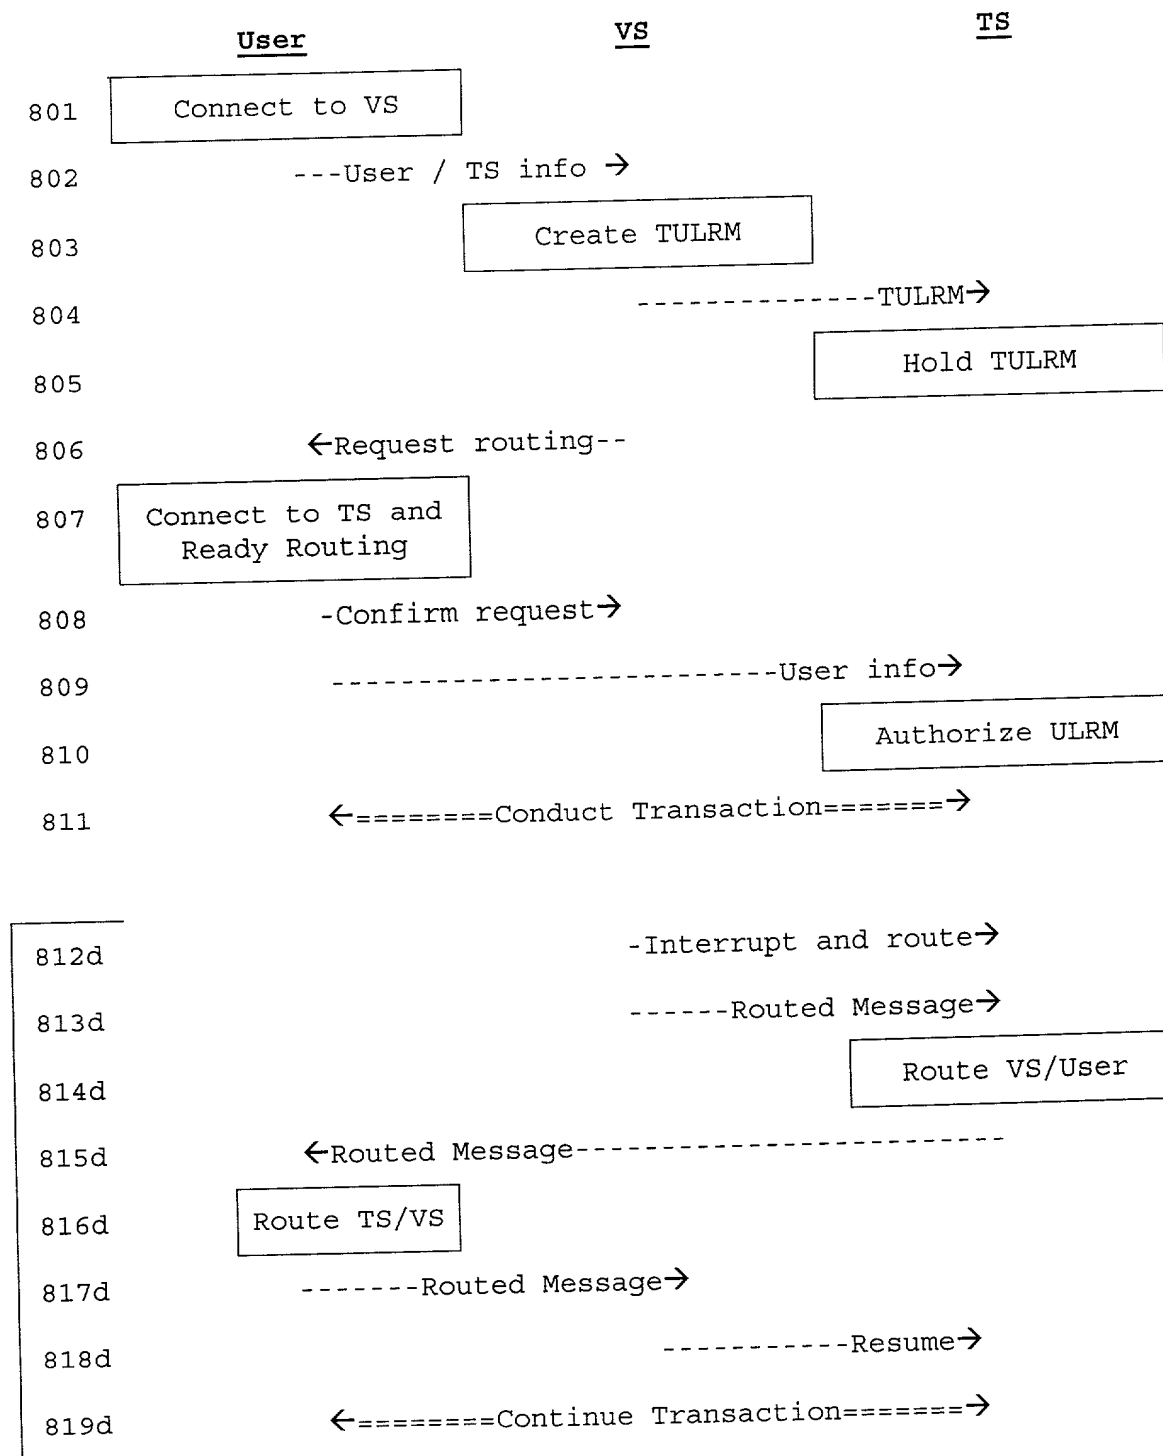 User VS TS
801 Connect to VS
802 ---User / TS info →
803 Create TULRM
804 --------------TULRM→
805 Hold TULRM
806 ←Request routing--
807 Connect to TS and
Ready Routing
808 -Confirm request→
809 --------------------------User info→
810 Authorize ULRM
811 ←========Conduct Transaction=======→
812d -Interrupt and route→
813d ------Routed Message→
814d Route VS/User
815d ←Routed Message-------------------------
816d Route TS/VS
817d -------Routed Message→
818d -----------Resume→
819d ←========Continue Transaction=======→